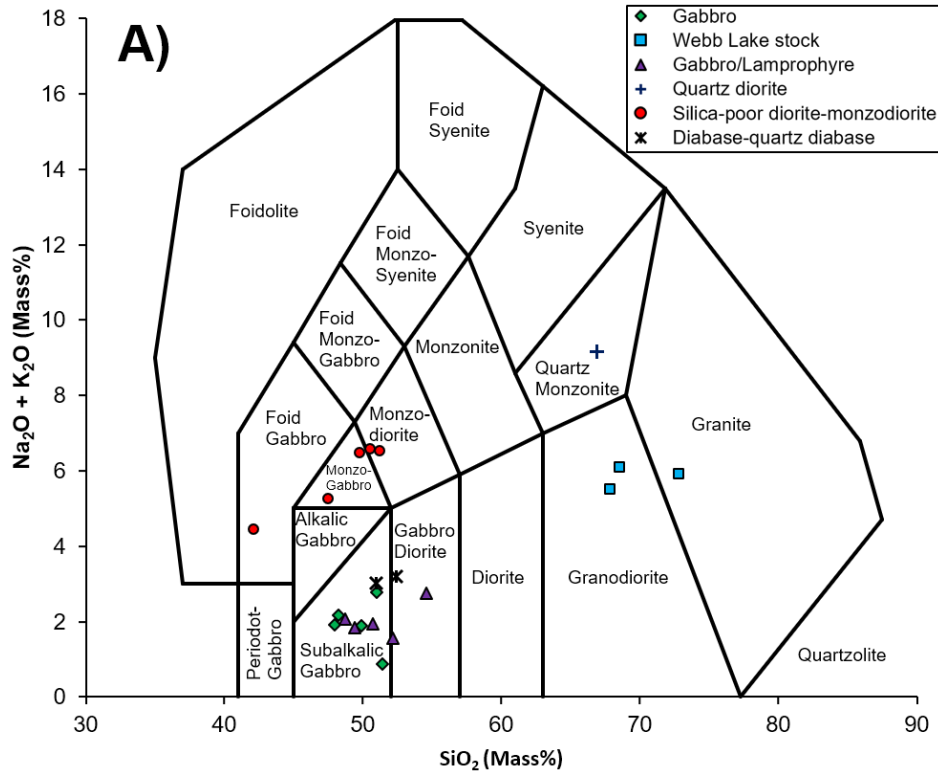 A)
Gabbro
Webb Lake stock
Gabbro/Lamprophyre
Quartz diorite
Silica-poor diorite-monzodiorite
Diabase-quartz diabase
Na2O + K2O (Mass%)
18
16
14
12
10
8
6
4
2
0
Foid
Syenite
Foidolite
Syenite
Foid
Monzo-
Syenite
Foid
Monzo-
Gabbro
Monzonite
Quartz
Monzonite
Foid
Gabbro
Monzo-
diorite
Granite
Monzo-
Gabbro
Alkalic
Gabbro
Gabbro
Diorite
Diorite
Granodiorite
Periodot-
Gabbro
Subalkalic
Gabbro
Quartzolite
30 40 50 60 70 80 90
SiO2 (Mass%)